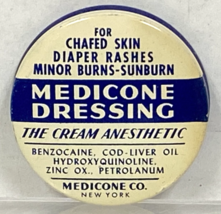 FOR
CHAFED SKIN
DIAPER RASHES
MINOR BURNS-SUNBURN
MEDICONE
DRESSING
THE CREAM ANESTHETIC
BENZOCAINE, COD-LIVER OIL
HYDROXYQUINOLINE,
ZINC OX., PETROLANUM
MEDICONE CO.
NEW YORK